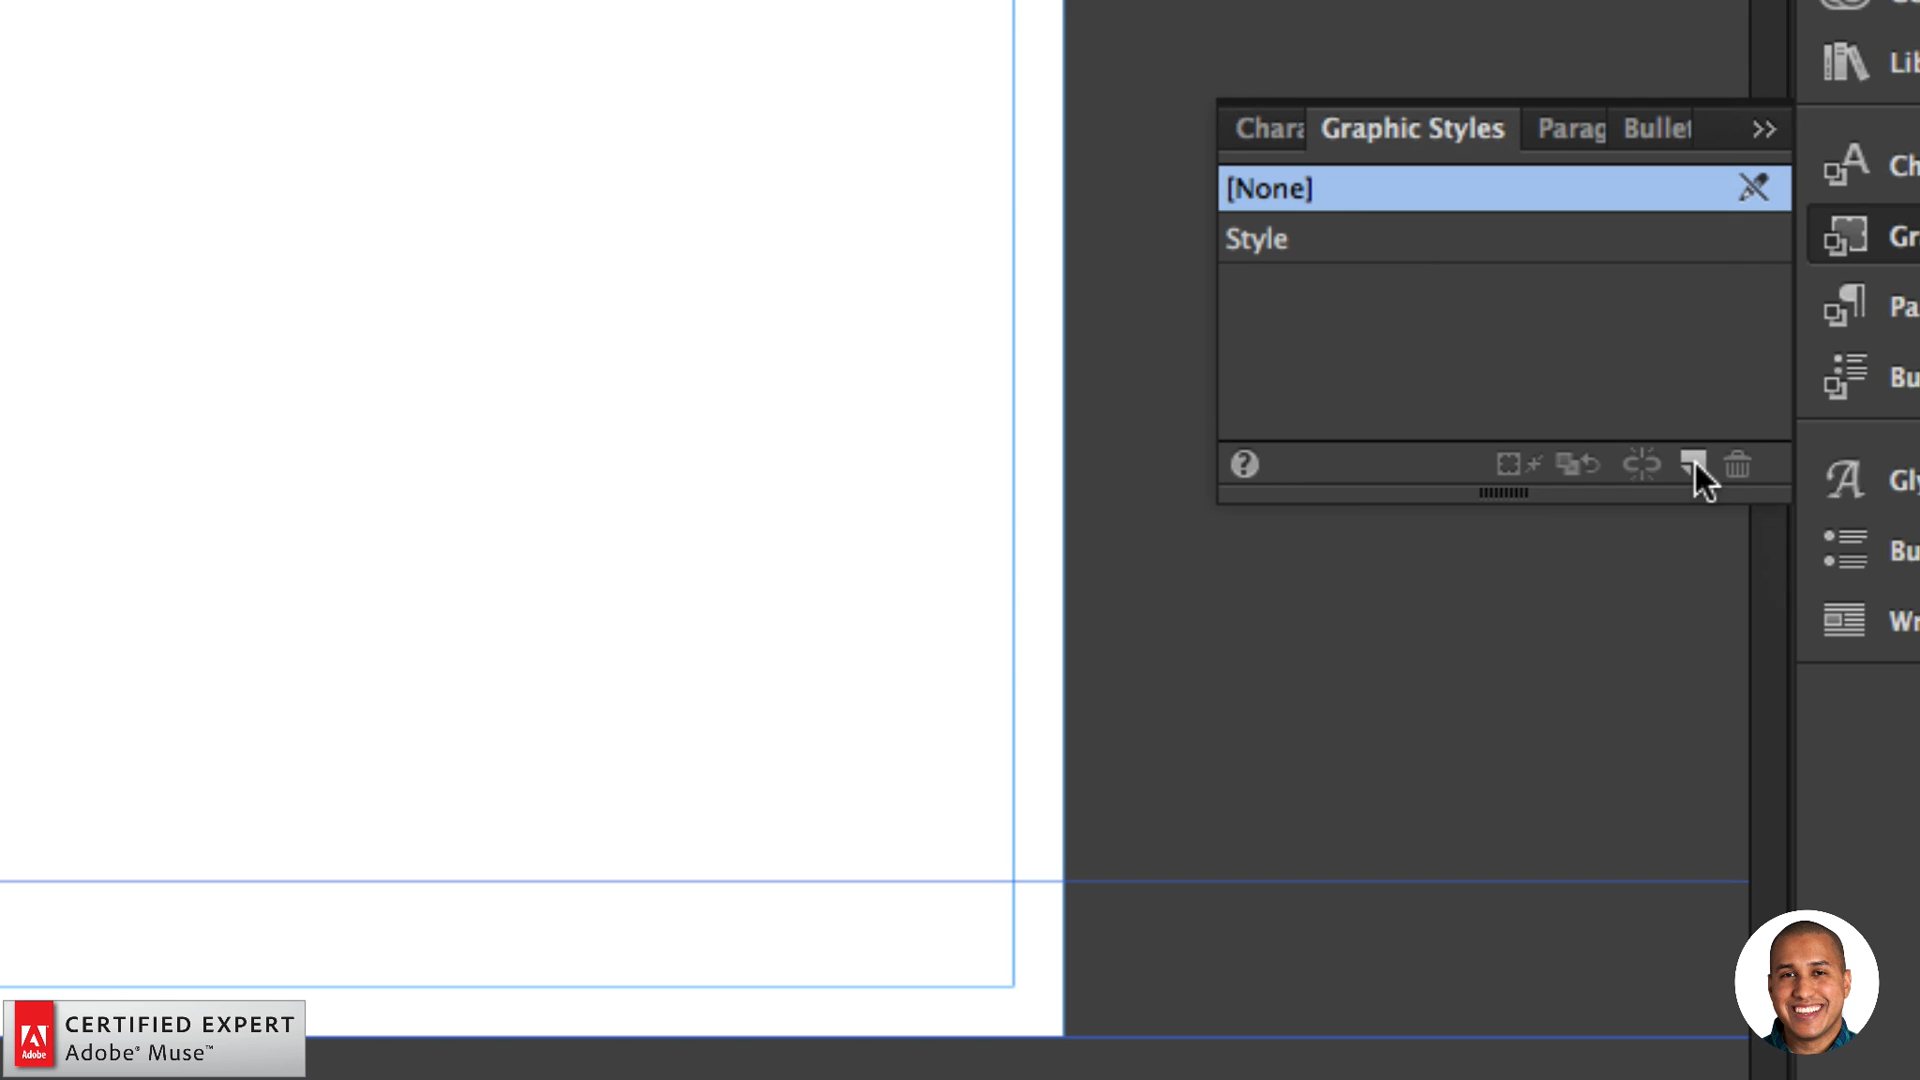 Chara Graphic Styles Parag Bullet >>
[None]
Style
?
Lib
Ch
Gr
Pa
Bu
Gly
Bu
Wr
CERTIFIED EXPERT
Adobe® Muse™
Adobe